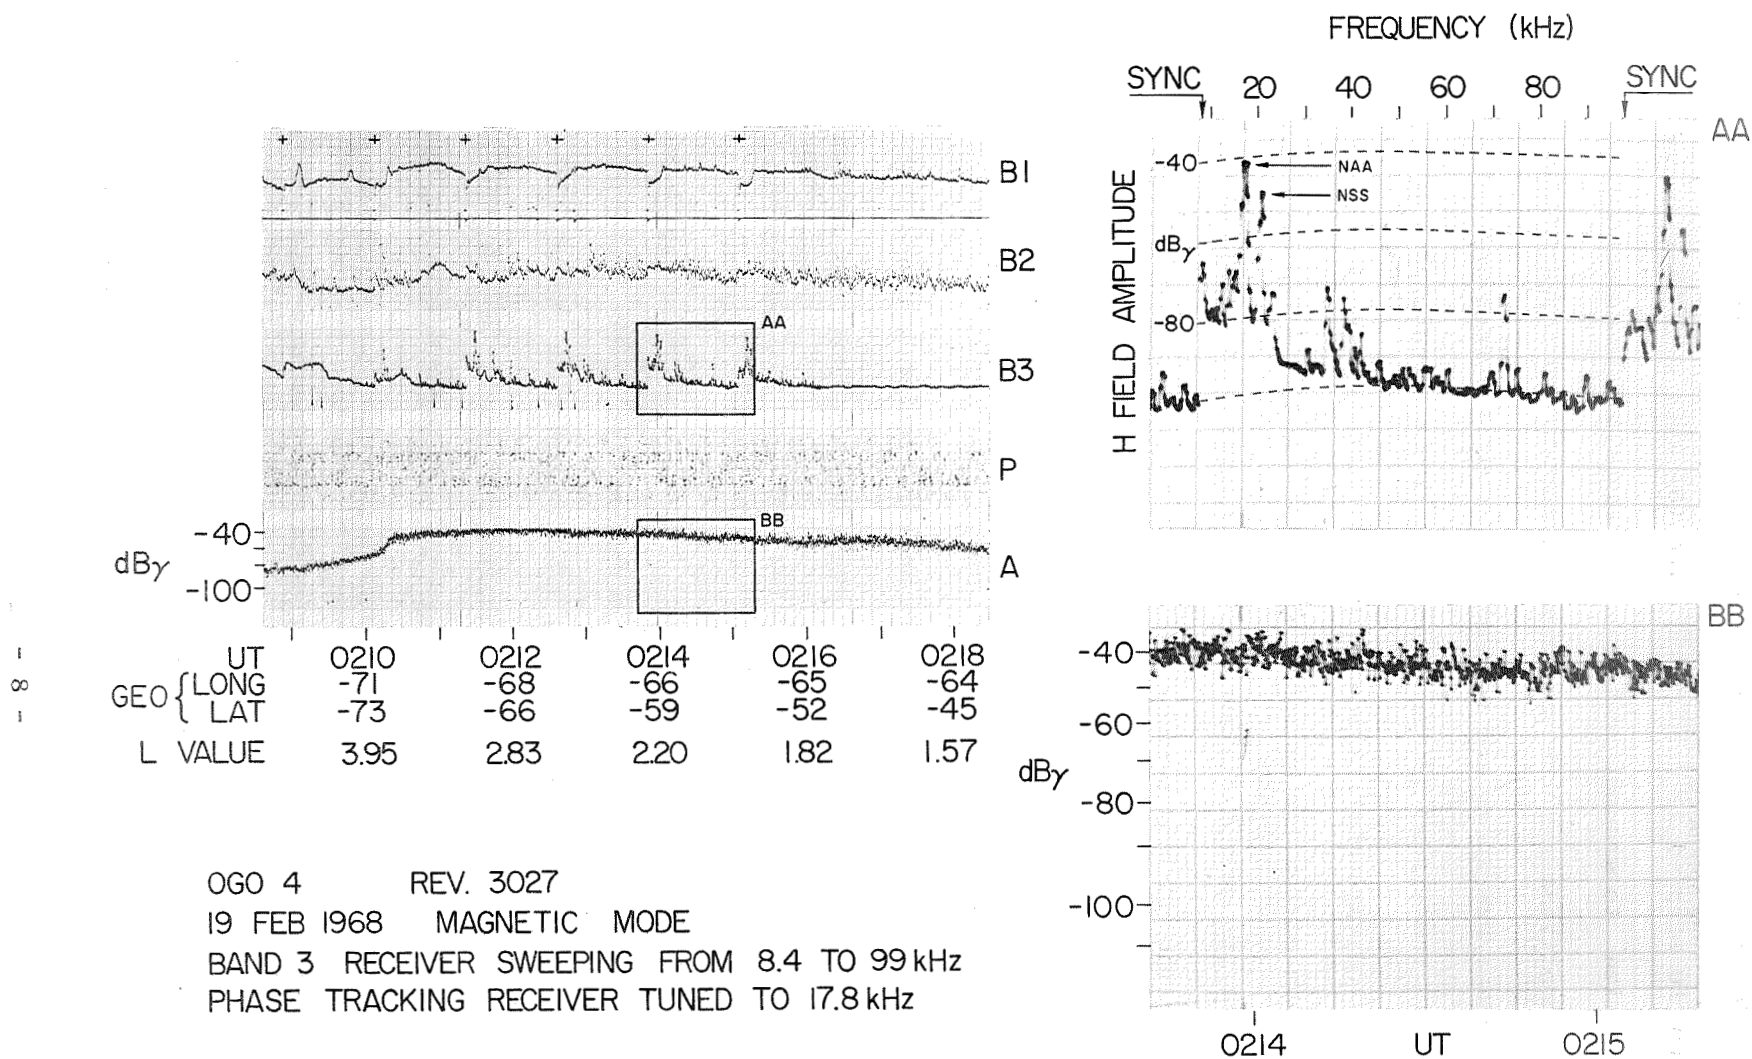 FREQUENCY (kHz)
SYNC 20 40 60 80 SYNC
AA
-40
NAA
NSS
dBγ
-80
H FIELD AMPLITUDE
B1
B2
AA
B3
P
BB
-40
dBγ
-100
A
UT 0210 0212 0214 0216 0218
GEO { LONG -71 -68 -66 -65 -64
LAT -73 -66 -59 -52 -45
L VALUE 3.95 2.83 2.20 1.82 1.57
BB
-40
-60
dBγ
-80
-100
0214 UT 0215
OGO 4 REV. 3027
19 FEB 1968 MAGNETIC MODE
BAND 3 RECEIVER SWEEPING FROM 8.4 TO 99 kHz
PHASE TRACKING RECEIVER TUNED TO 17.8 kHz
- 8 -